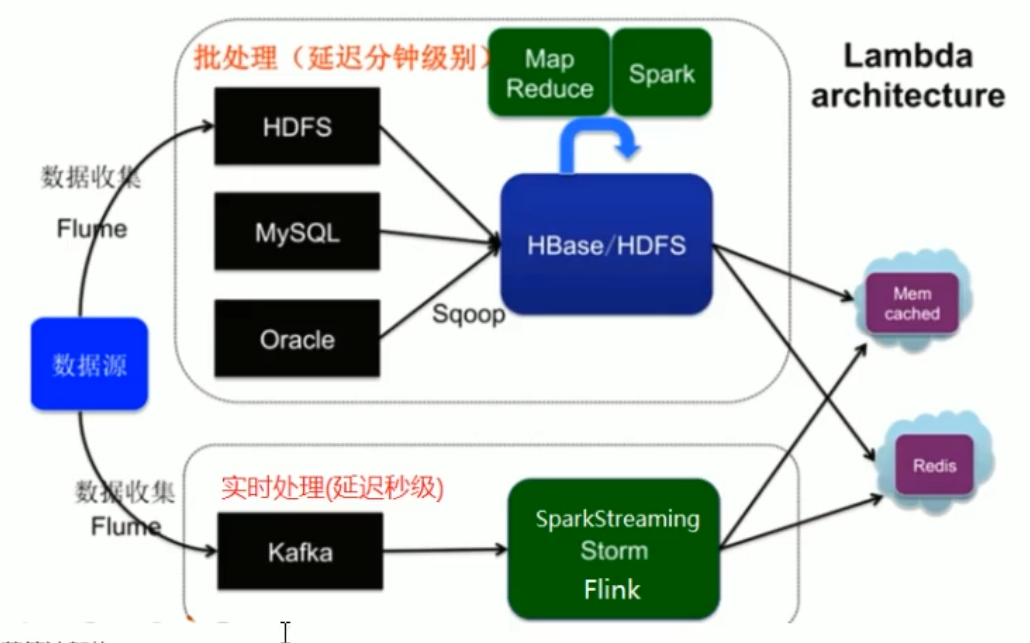 批处理（延迟分钟级别）
Map
Reduce
Spark
Lambda
architecture
HDFS
数据收集
Flume
MySQL
HBase/HDFS
Sqoop
Oracle
Mem
cached
数据源
Redis
数据收集
Flume
实时处理(延迟秒级)
Kafka
SparkStreaming
Storm
Flink